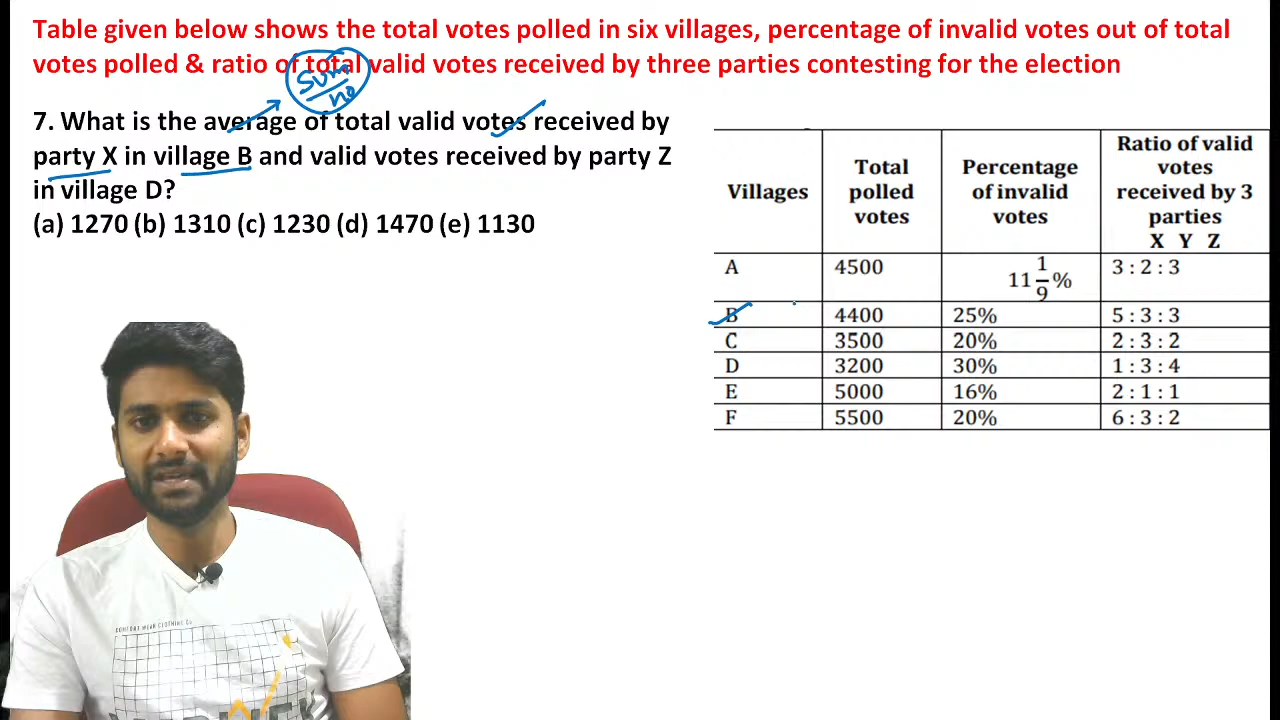 Table given below shows the total votes polled in six villages, percentage of invalid votes out of total
votes polled & ratio of total valid votes received by three parties contesting for the election
Sum
no
7. What is the average of total valid votes received by
party X in village B and valid votes received by party Z
in village D?
(a) 1270 (b) 1310 (c) 1230 (d) 1470 (e) 1130
Villages Total polled votes Percentage of invalid votes Ratio of valid votes received by 3 parties X Y Z
A 4500 11 1/9% 3 : 2 : 3
B 4400 25% 5 : 3 : 3
C 3500 20% 2 : 3 : 2
D 3200 30% 1 : 3 : 4
E 5000 16% 2 : 1 : 1
F 5500 20% 6 : 3 : 2